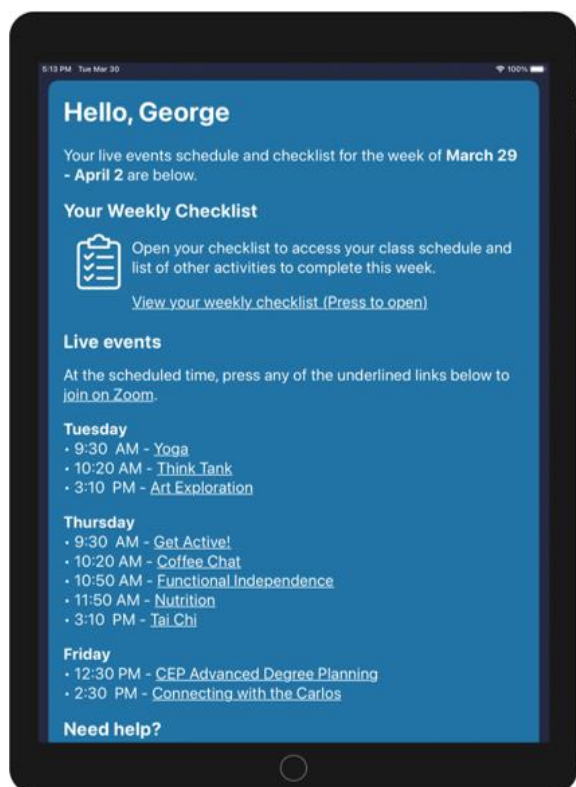 5:13 PM Tue Mar 30 100%
Hello, George
Your live events schedule and checklist for the week of March 29
- April 2 are below.
Your Weekly Checklist
Open your checklist to access your class schedule and
list of other activities to complete this week.
View your weekly checklist (Press to open)
Live events
At the scheduled time, press any of the underlined links below to
join on Zoom.
Tuesday
• 9:30 AM - Yoga
• 10:20 AM - Think Tank
• 3:10 PM - Art Exploration
Thursday
• 9:30 AM - Get Active!
• 10:20 AM - Coffee Chat
• 10:50 AM - Functional Independence
• 11:50 AM - Nutrition
• 3:10 PM - Tai Chi
Friday
• 12:30 PM - CEP Advanced Degree Planning
• 2:30 PM - Connecting with the Carlos
Need help?